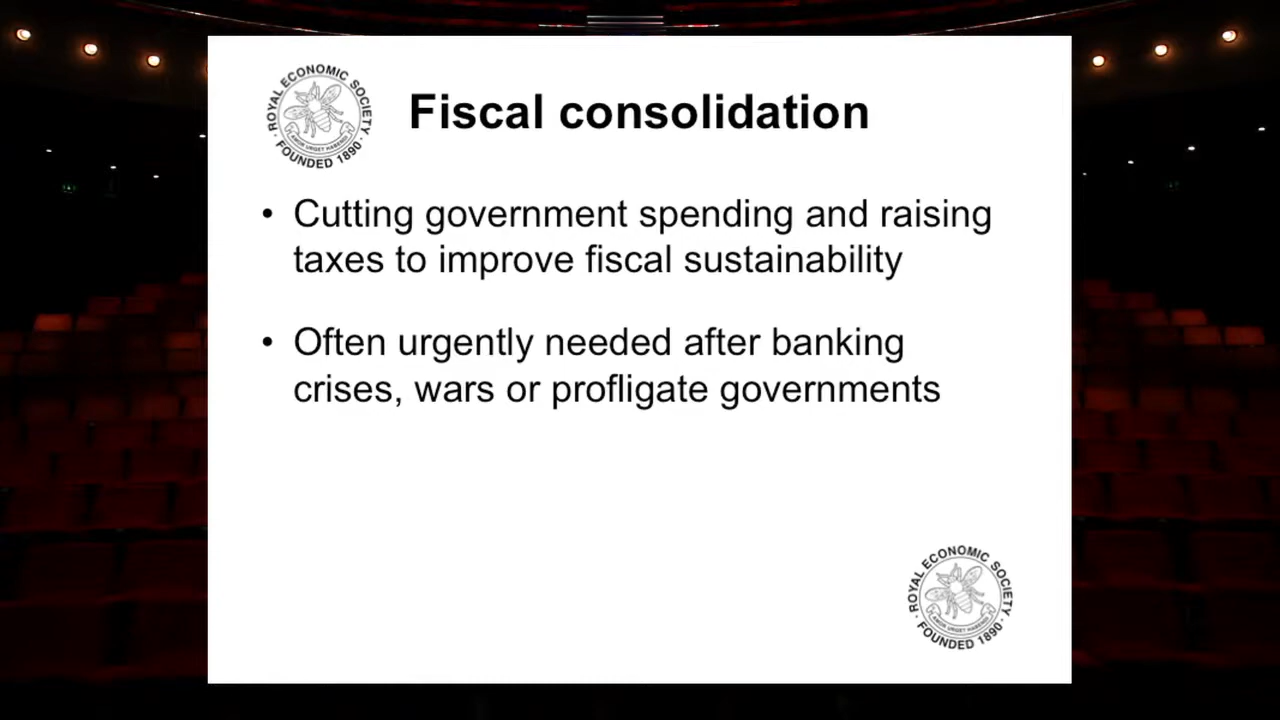 ROYAL ECONOMIC SOCIETY
· FOUNDED 1890 ·
Fiscal consolidation
• Cutting government spending and raising
taxes to improve fiscal sustainability
• Often urgently needed after banking
crises, wars or profligate governments
ROYAL ECONOMIC SOCIETY
· FOUNDED 1890 ·